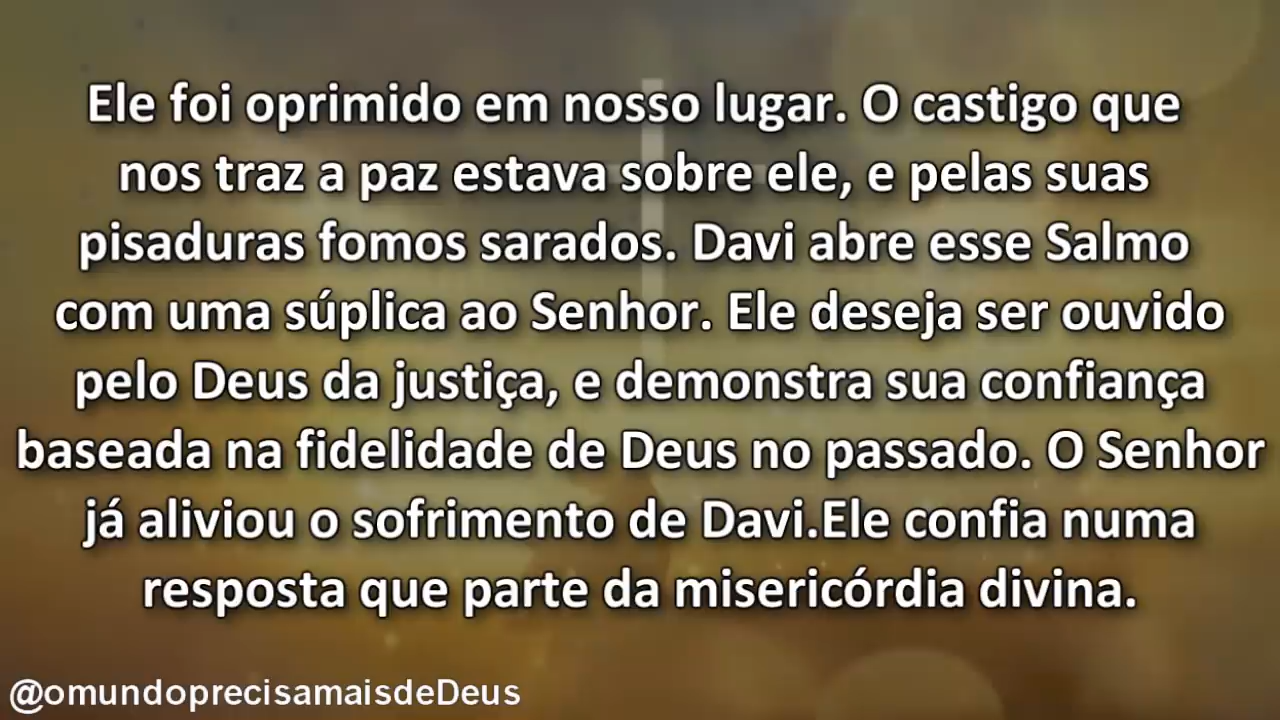 Ele foi oprimido em nosso lugar. O castigo que
nos traz a paz estava sobre ele, e pelas suas
pisaduras fomos sarados. Davi abre esse Salmo
com uma súplica ao Senhor. Ele deseja ser ouvido
pelo Deus da justiça, e demonstra sua confiança
baseada na fidelidade de Deus no passado. O Senhor
já aliviou o sofrimento de Davi.Ele confia numa
resposta que parte da misericórdia divina.
@omundoprecisamaisdeDeus